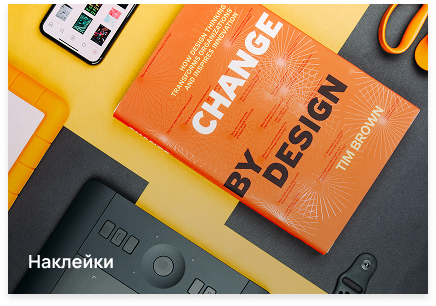 HOW DESIGN THINKING
TRANSFORMS ORGANIZATIONS
AND INSPIRES INNOVATION
CHANGE
BY
DESIGN
TIM BROWN
Наклейки